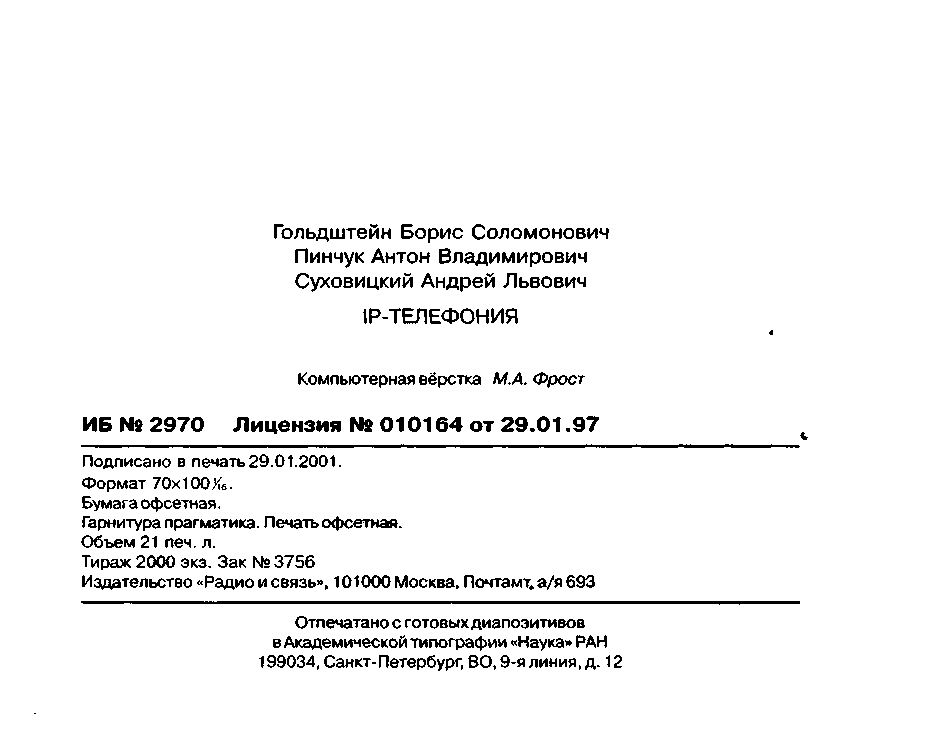 Гольдштейн Борис Соломонович
Пинчук Антон Владимирович
Суховицкий Андрей Львович
IP-ТЕЛЕФОНИЯ
Компьютерная вёрстка М.А. Фрост
ИБ № 2970 Лицензия № 010164 от 29.01.97
Подписано в печать 29.01.2001.
Формат 70x100 1/16.
Бумага офсетная.
Гарнитура прагматика. Печать офсетная.
Объем 21 печ. л.
Тираж 2000 экз. Зак № 3756
Издательство «Радио и связь», 101000 Москва, Почтамт, а/я 693
Отпечатано с готовых диапозитивов
в Академической типографии «Наука» РАН
199034, Санкт-Петербург, ВО, 9-я линия, д. 12